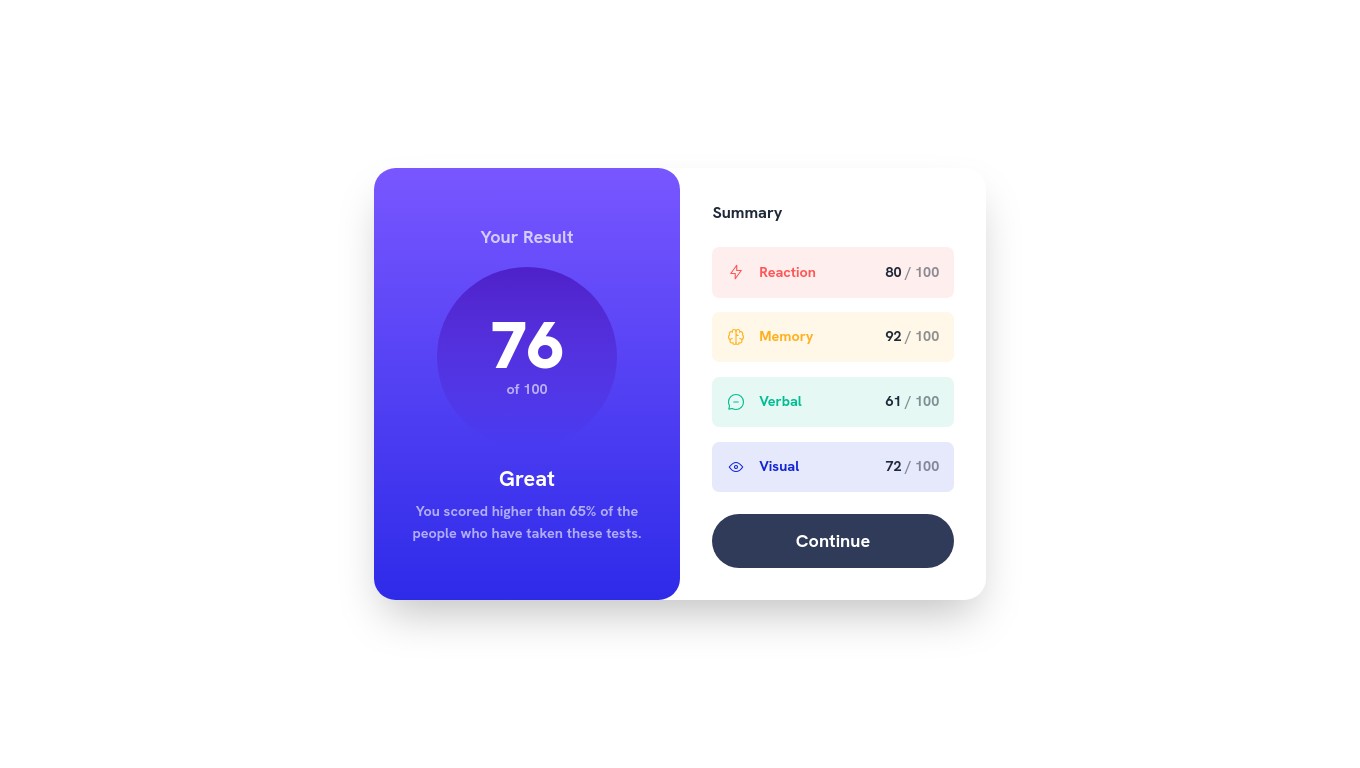 Your Result
76
of 100
Great
You scored higher than 65% of the
people who have taken these tests.
Summary
Reaction 80 / 100
Memory 92 / 100
Verbal 61 / 100
Visual 72 / 100
Continue